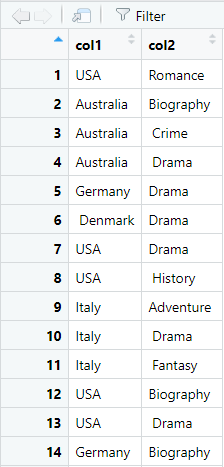 Filter
col1 col2
1 USA Romance
2 Australia Biography
3 Australia Crime
4 Australia Drama
5 Germany Drama
6 Denmark Drama
7 USA Drama
8 USA History
9 Italy Adventure
10 Italy Drama
11 Italy Fantasy
12 USA Biography
13 USA Drama
14 Germany Biography